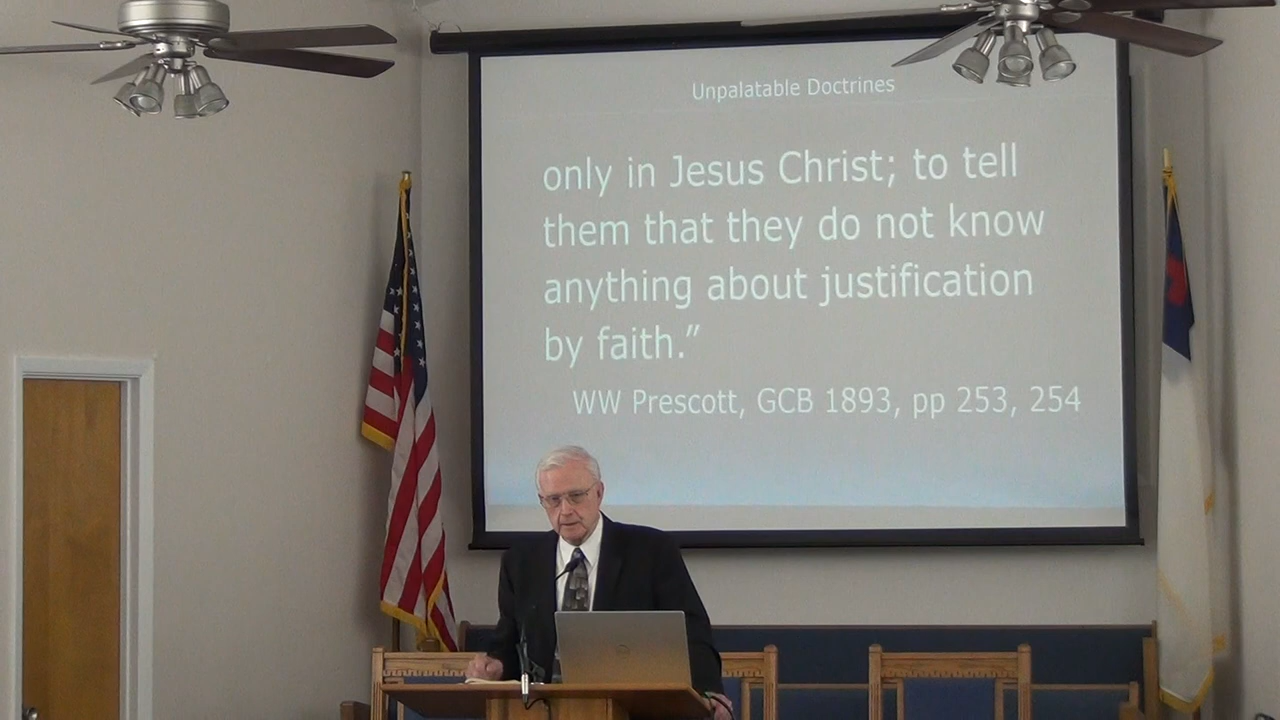 Unpalatable Doctrines
only in Jesus Christ; to tell
them that they do not know
anything about justification
by faith.”
WW Prescott, GCB 1893, pp 253, 254